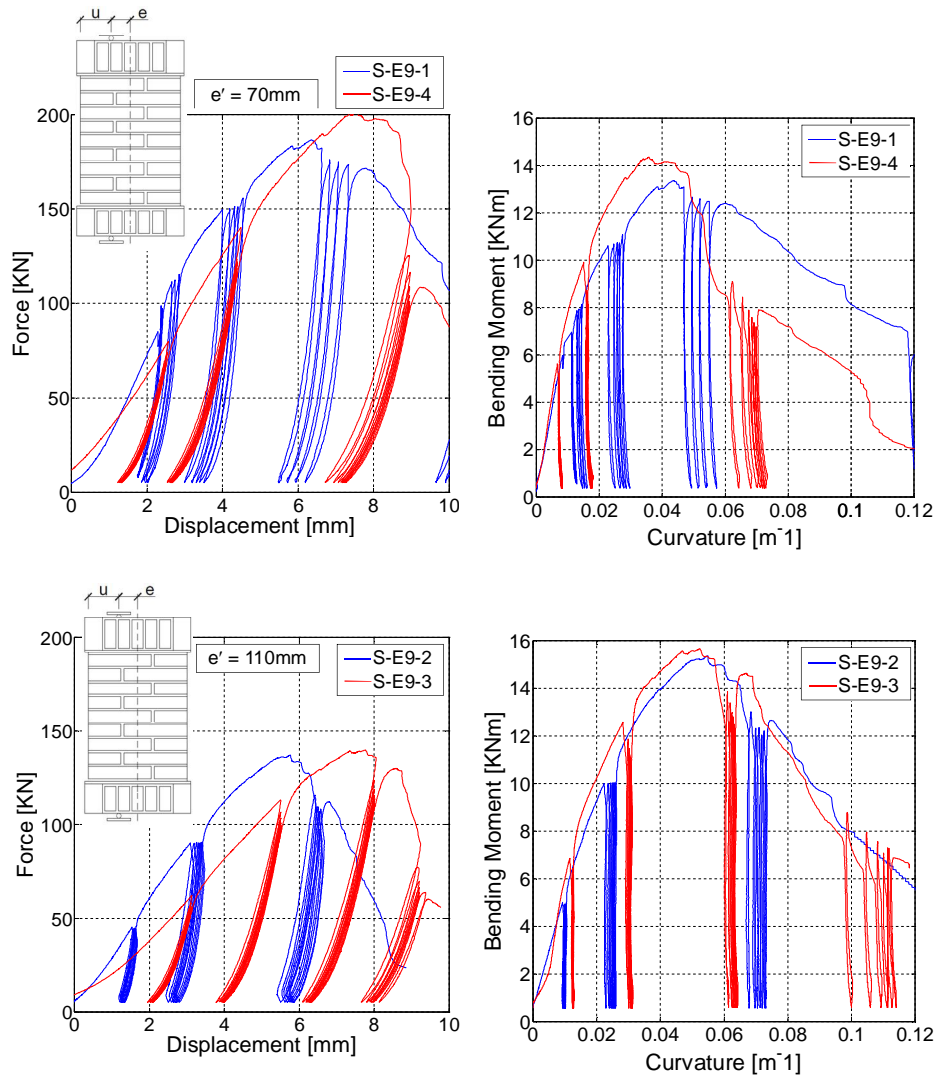 u e
e′ = 70mm
S-E9-1
S-E9-4
200
150
100
50
0
Force [KN]
0 2 4 6 8 10
Displacement [mm]
S-E9-1
S-E9-4
16
14
12
10
8
6
4
2
0
Bending Moment [KNm]
0 0.02 0.04 0.06 0.08 0.1 0.12
Curvature [m-1]
u e
e′ = 110mm
S-E9-2
S-E9-3
200
150
100
50
0
Force [KN]
0 2 4 6 8 10
Displacement [mm]
S-E9-2
S-E9-3
16
14
12
10
8
6
4
2
0
Bending Moment [KNm]
0 0.02 0.04 0.06 0.08 0.1 0.12
Curvature [m-1]